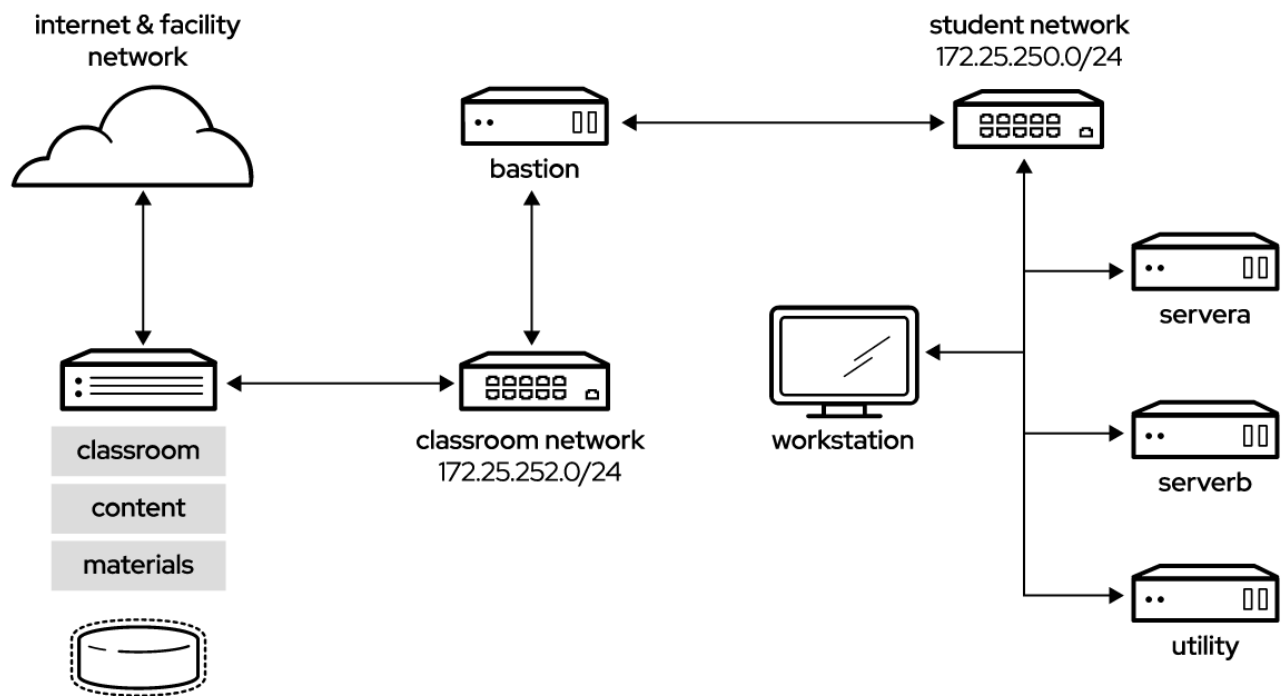 internet & facility
network
student network
172.25.250.0/24
bastion
servera
classroom network
172.25.252.0/24
workstation
classroom
content
materials
serverb
utility